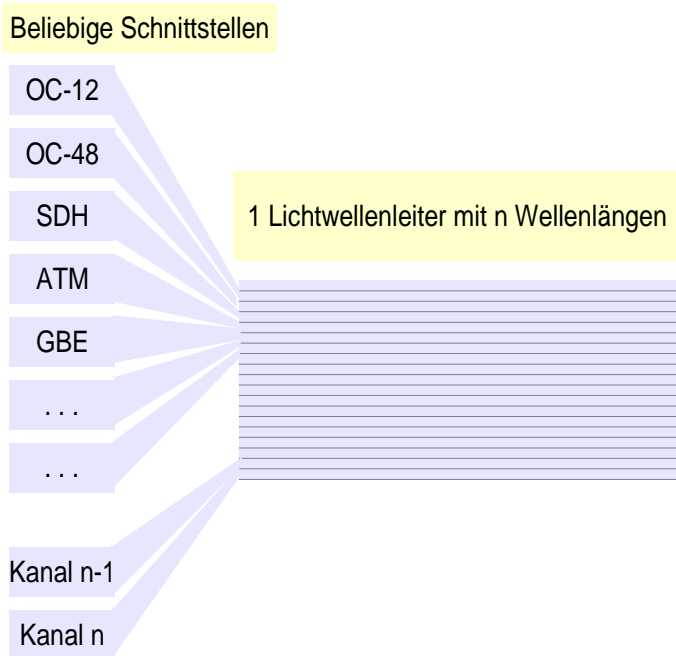 Beliebige Schnittstellen
OC-12
OC-48
SDH
1 Lichtwellenleiter mit n Wellenlängen
ATM
GBE
. . .
. . .
Kanal n-1
Kanal n